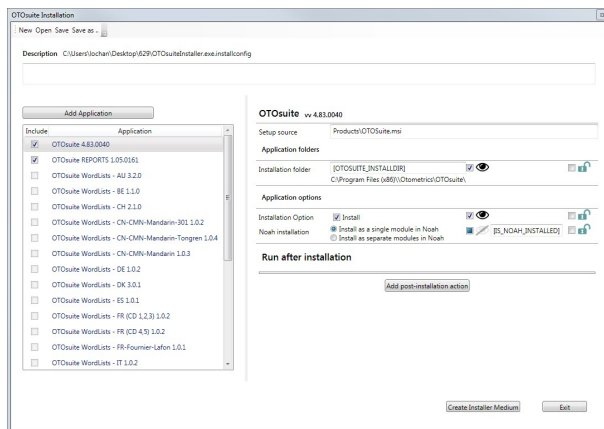 OTOsuite Installation
New Open Save Save as
Description C:\Users\lochan\Desktop\629\OTOsuiteInstaller.exe.installconfig
Add Application
Include Application
OTOsuite 4.83.0040
OTOsuite REPORTS 1.05.0161
OTOsuite WordLists - AU 3.2.0
OTOsuite WordLists - BE 1.1.0
OTOsuite WordLists - CH 2.1.0
OTOsuite WordLists - CN-CMN-Mandarin-301 1.0.2
OTOsuite WordLists - CN-CMN-Mandarin-Tongren 1.0.4
OTOsuite WordLists - CN-CMN-Mandarin 1.0.3
OTOsuite WordLists - DE 1.0.2
OTOsuite WordLists - DK 3.0.1
OTOsuite WordLists - ES 1.0.1
OTOsuite WordLists - FR (CD 1,2,3) 1.0.2
OTOsuite WordLists - FR (CD 4,5) 1.0.2
OTOsuite WordLists - FR-Fournier-Lafon 1.0.1
OTOsuite WordLists - IT 1.0.2
OTOsuite vv 4.83.0040
Setup source Products\OTOSuite.msi
Application folders
Installation folder [OTOSUITE_INSTALLDIR]
C:\Program Files (x86)\\Otometrics\OTOsuite\
Application options
Installation Option Install
Noah installation Install as a single module in Noah [IS_NOAH_INSTALLED]
Install as separate modules in Noah
Run after installation
Add post-installation action
Create Installer Medium Exit